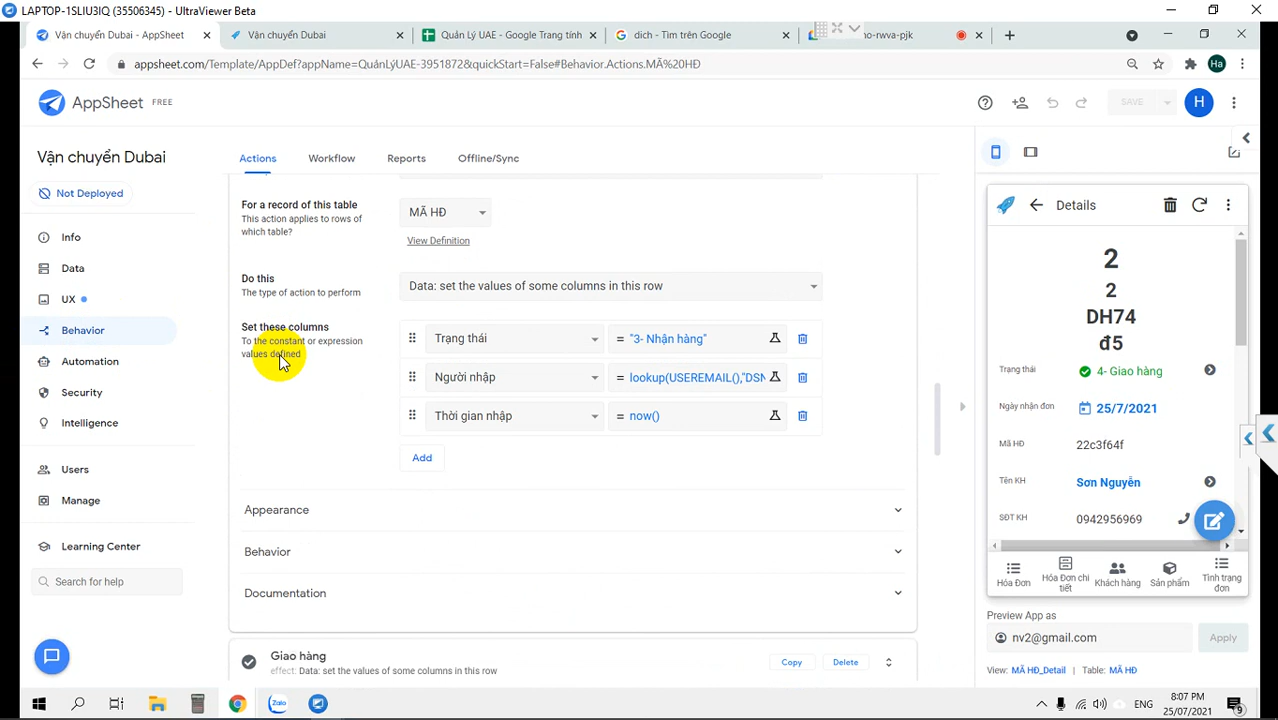 LAPTOP-1SLIU3IQ (35506345) - UltraViewer Beta
Vận chuyển Dubai - AppSheet
Vận chuyển Dubai
Quản Lý UAE - Google Trang tính
dich - Tìm trên Google
no-rwva-pjk
appsheet.com/Template/AppDef?appName=QuảnLýUAE-3951872&quickStart=False#Behavior.Actions.MÃ%20HĐ
Ha
AppSheet FREE
SAVE
H
Vận chuyển Dubai
Not Deployed
Info
Data
UX
Behavior
Automation
Security
Intelligence
Users
Manage
Learning Center
Search for help
Actions
Workflow
Reports
Offline/Sync
For a record of this table
This action applies to rows of
which table?
MÃ HĐ
View Definition
Do this
The type of action to perform
Data: set the values of some columns in this row
Set these columns
To the constant or expression
values defined
Trạng thái
= "3- Nhận hàng"
Người nhập
= lookup(USEREMAIL(),"DSN
Thời gian nhập
= now()
Add
Appearance
Behavior
Documentation
Giao hàng
effect: Data: set the values of some columns in this row
Copy
Delete
Details
2
2
DH74
đ5
Trạng thái
4- Giao hàng
Ngày nhận đơn
25/7/2021
Mã HĐ
22c3f64f
Tên KH
Sơn Nguyễn
SĐT KH
0942956969
Hóa Đơn
Hóa Đơn chi
tiết
Khách hàng
Sản phẩm
Tình trạng
đơn
Preview App as
nv2@gmail.com
Apply
View: MÃ HĐ_Detail | Table: MÃ HĐ
Zalo
8:07 PM
25/07/2021
9